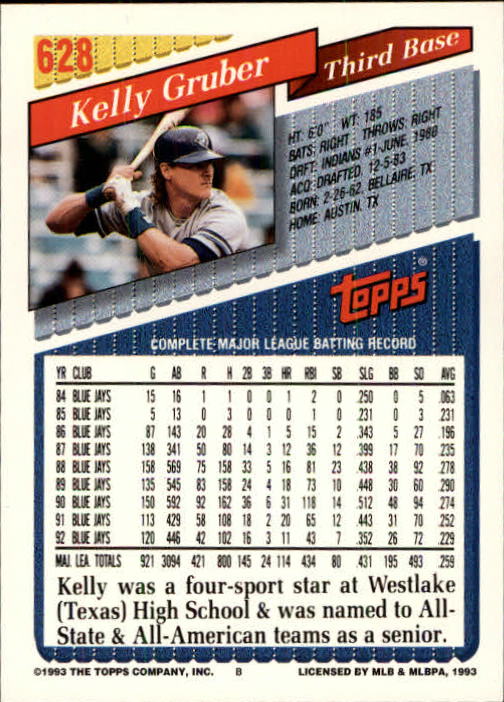 628
Kelly Gruber
Third Base
HT: 6'0" WT: 185
BATS: RIGHT THROWS: RIGHT
DRFT: INDIANS #1-JUNE, 1980
ACQ: DRAFTED, 12-5-83
BORN: 2-26-62, BELLAIRE, TX
HOME: AUSTIN, TX
topps®
COMPLETE MAJOR LEAGUE BATTING RECORD
YR CLUB G AB R H 2B 3B HR RBI SB SLG BB SO AVG
84 BLUE JAYS 15 16 1 1 0 0 1 2 0 .250 0 5 .063
85 BLUE JAYS 5 13 0 3 0 0 0 1 0 .231 0 3 .231
86 BLUE JAYS 87 143 20 28 4 1 5 15 2 .343 5 27 .196
87 BLUE JAYS 138 341 50 80 14 3 12 36 12 .399 17 70 .235
88 BLUE JAYS 158 569 75 158 33 5 16 81 23 .438 38 92 .278
89 BLUE JAYS 135 545 83 158 24 4 18 73 10 .448 30 60 .290
90 BLUE JAYS 150 592 92 162 36 6 31 118 14 .512 48 94 .274
91 BLUE JAYS 113 429 58 108 18 2 20 65 12 .443 31 70 .252
92 BLUE JAYS 120 446 42 102 16 3 11 43 7 .352 26 72 .229
MAJ. LEA. TOTALS 921 3094 421 800 145 24 114 434 80 .431 195 493 .259
Kelly was a four-sport star at Westlake
(Texas) High School & was named to All-
State & All-American teams as a senior.
©1993 THE TOPPS COMPANY, INC. B LICENSED BY MLB & MLBPA, 1993